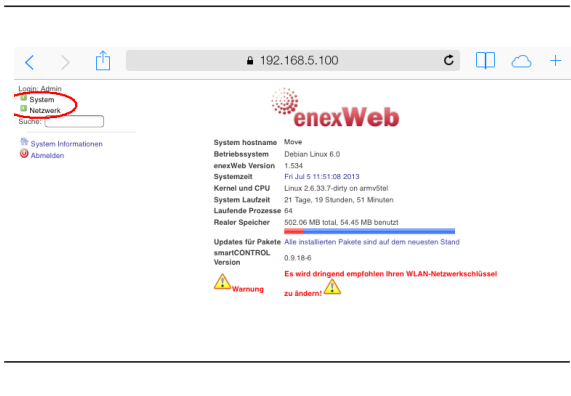 192.168.5.100
Login: Admin
System
Netzwerk
Suche:
System Informationen
Abmelden
enexWeb
System hostname Move
Betriebssystem Debian Linux 6.0
enexWeb Version 1.534
Systemzeit Fri Jul 5 11:51:08 2013
Kernel und CPU Linux 2.6.33.7-dirty on armv5tel
System Laufzeit 21 Tage, 19 Stunden, 51 Minuten
Laufende Prozesse 64
Realer Speicher 502.06 MB total, 54.45 MB benutzt
Updates für Pakete Alle installierten Pakete sind auf dem neuesten Stand
smartCONTROL
Version 0.9.18-6
Es wird dringend empfohlen Ihren WLAN-Netzwerkschlüssel
Warnung zu ändern!